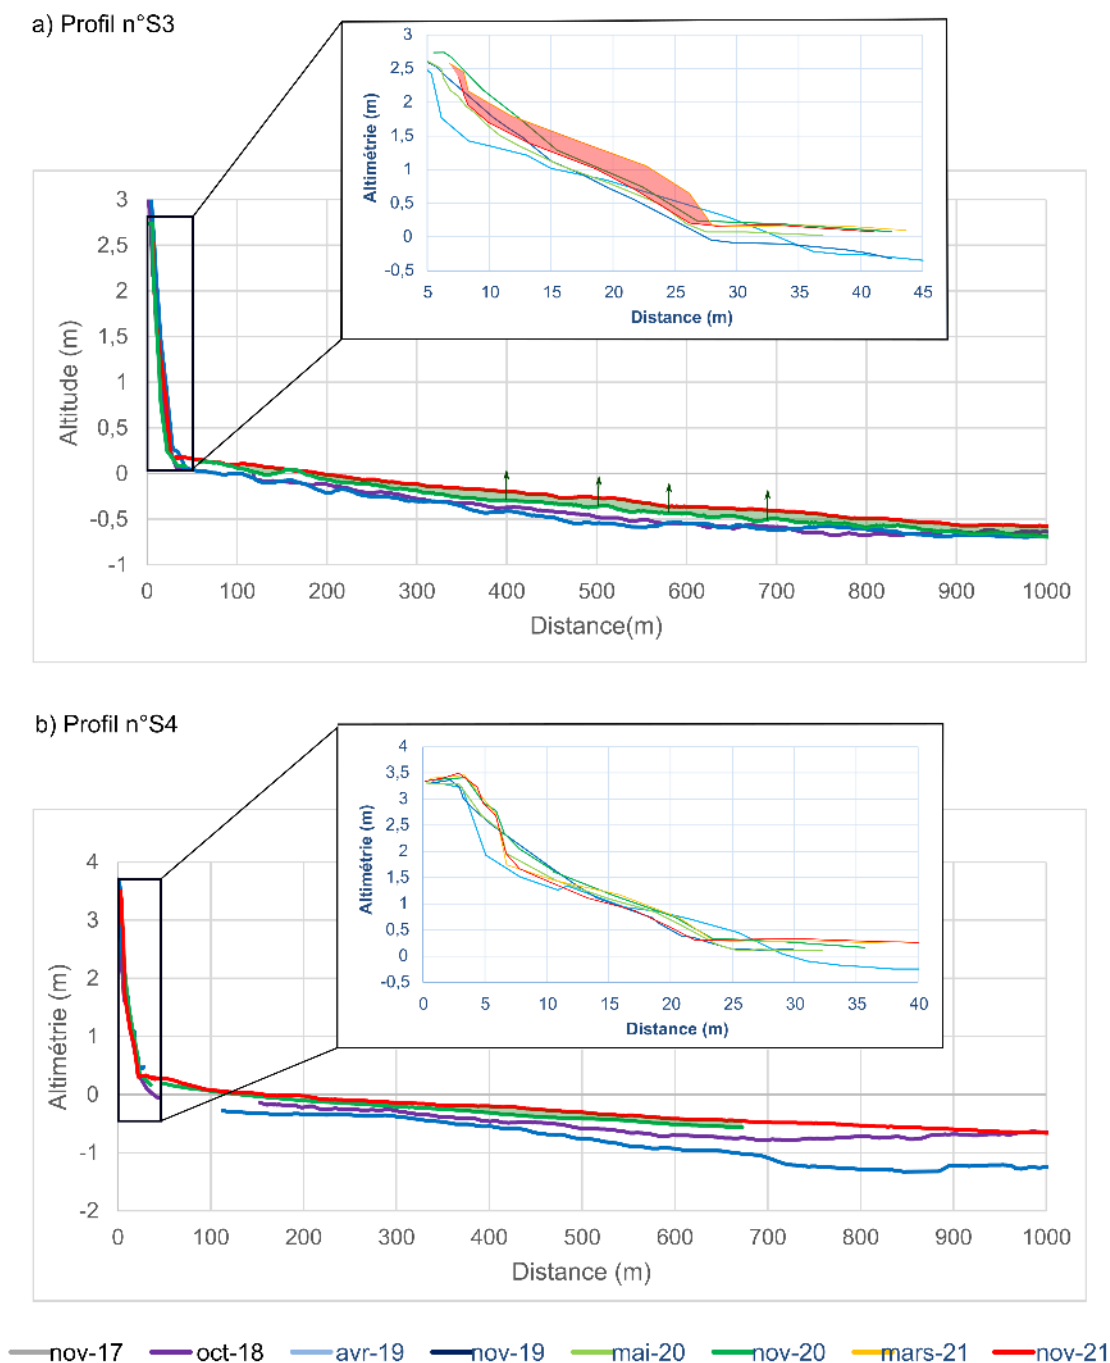 a) Profil n°S3
3
2,5
2
1,5
1
0,5
0
-0,5
Altimétrie (m)
5 10 15 20 25 30 35 40 45
Distance (m)
3
2,5
2
1,5
1
0,5
0
-0,5
-1
Altitude (m)
0 100 200 300 400 500 600 700 800 900 1000
Distance(m)
b) Profil n°S4
4
3,5
3
2,5
2
1,5
1
0,5
0
-0,5
Altimétrie (m)
0 5 10 15 20 25 30 35 40
Distance (m)
4
3
2
1
0
-1
-2
Altimétrie (m)
0 100 200 300 400 500 600 700 800 900 1000
Distance (m)
nov-17 oct-18 avr-19 nov-19 mai-20 nov-20 mars-21 nov-21